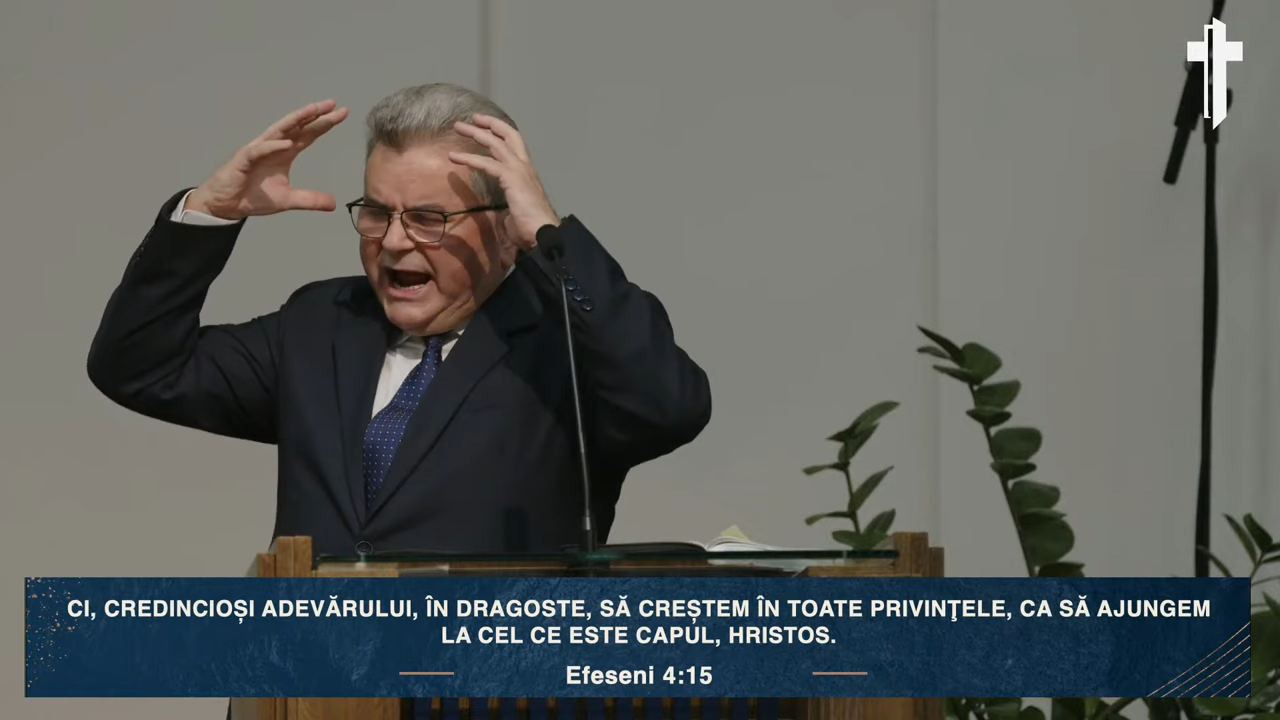 CI, CREDINCIOȘI ADEVĂRULUI, ÎN DRAGOSTE, SĂ CREȘTEM ÎN TOATE PRIVINŢELE, CA SĂ AJUNGEM
LA CEL CE ESTE CAPUL, HRISTOS.
Efeseni 4:15